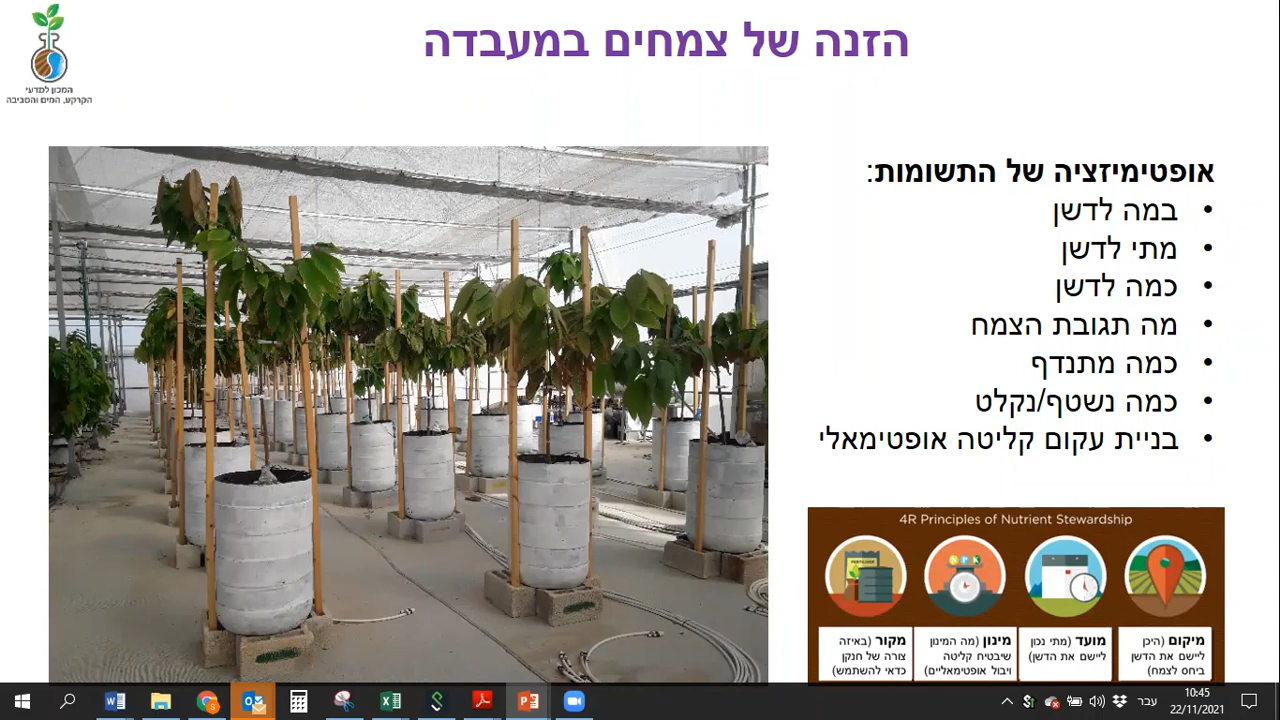 הזנה של צמחים במעבדה
המכון למדעי
הקרקע, המים והסביבה
אופטימיזציה של התשומות:
• במה לדשן
• מתי לדשן
• כמה לדשן
• מה תגובת הצמח
• כמה מתנדף
• כמה נשטף/נקלט
• בניית עקום קליטה אופטימאלי
4R Principles of Nutrient Stewardship
מיקום (היכן
ליישם את הדשן
ביחס לצמח)
מועד (מתי נכון
ליישם את הדשן)
מינון (מה המינון
שיבטיח קליטה
ויבול אופטימאליים)
מקור (באיזה
צורה של חנקן
כדאי להשתמש)
עבר
10:45
22/11/2021